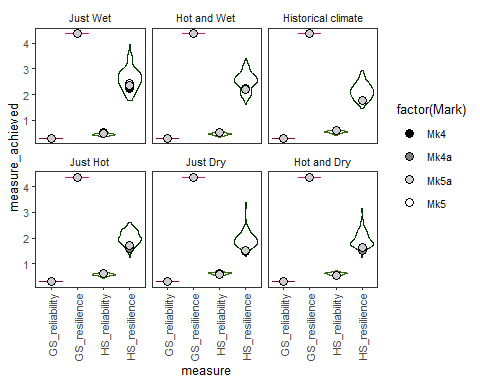 Just Wet
Hot and Wet
Historical climate
4
3
2
1
Just Hot
Just Dry
Hot and Dry
4
3
2
1
measure_achieved
GS_reliability
GS_resilience
HS_reliability
HS_resilience
GS_reliability
GS_resilience
HS_reliability
HS_resilience
GS_reliability
GS_resilience
HS_reliability
HS_resilience
measure
factor(Mark)
Mk4
Mk4a
Mk5a
Mk5